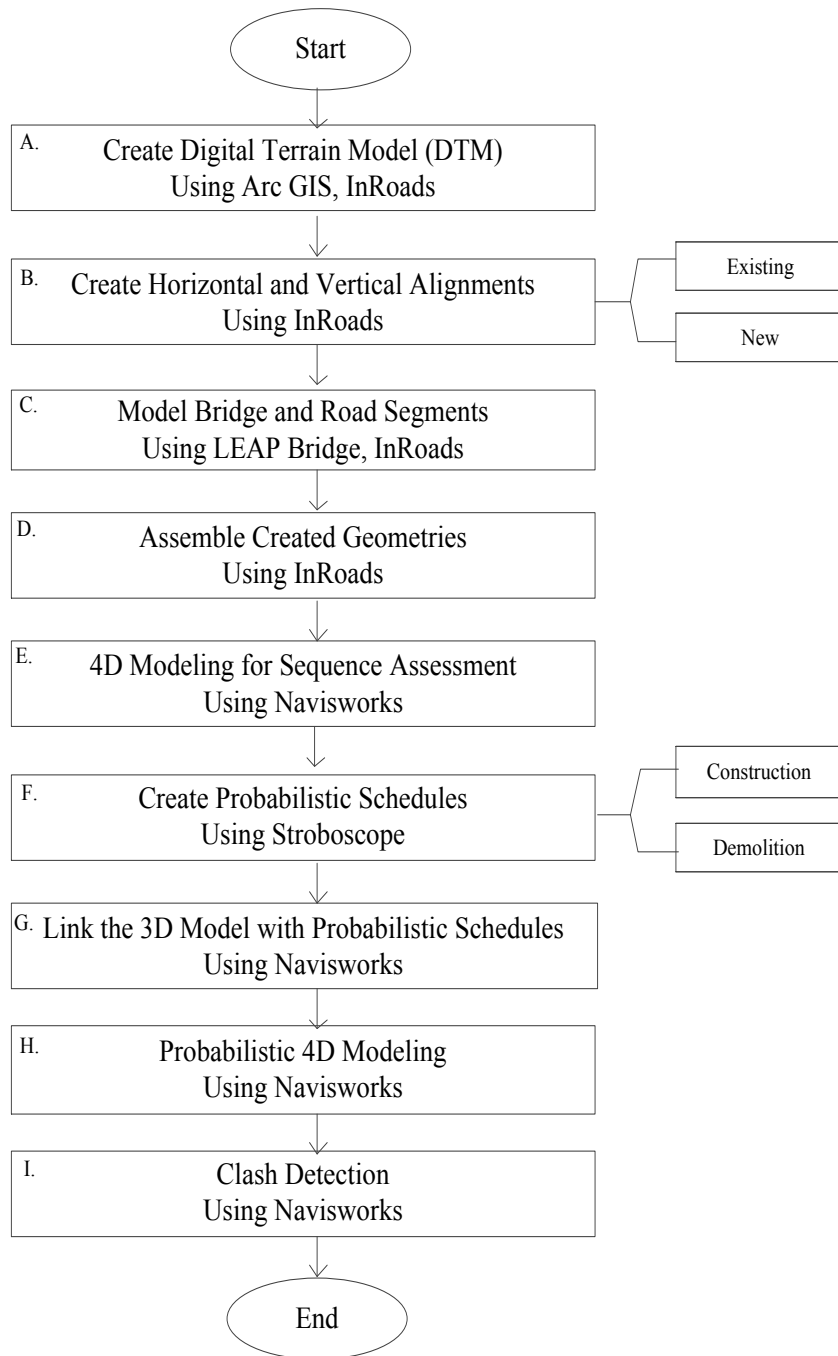 Start
A.
Create Digital Terrain Model (DTM)
Using Arc GIS, InRoads
B.
Create Horizontal and Vertical Alignments
Using InRoads
Existing
New
C.
Model Bridge and Road Segments
Using LEAP Bridge, InRoads
D.
Assemble Created Geometries
Using InRoads
E.
4D Modeling for Sequence Assessment
Using Navisworks
F.
Create Probabilistic Schedules
Using Stroboscope
Construction
Demolition
G. Link the 3D Model with Probabilistic Schedules
Using Navisworks
H.
Probabilistic 4D Modeling
Using Navisworks
I.
Clash Detection
Using Navisworks
End